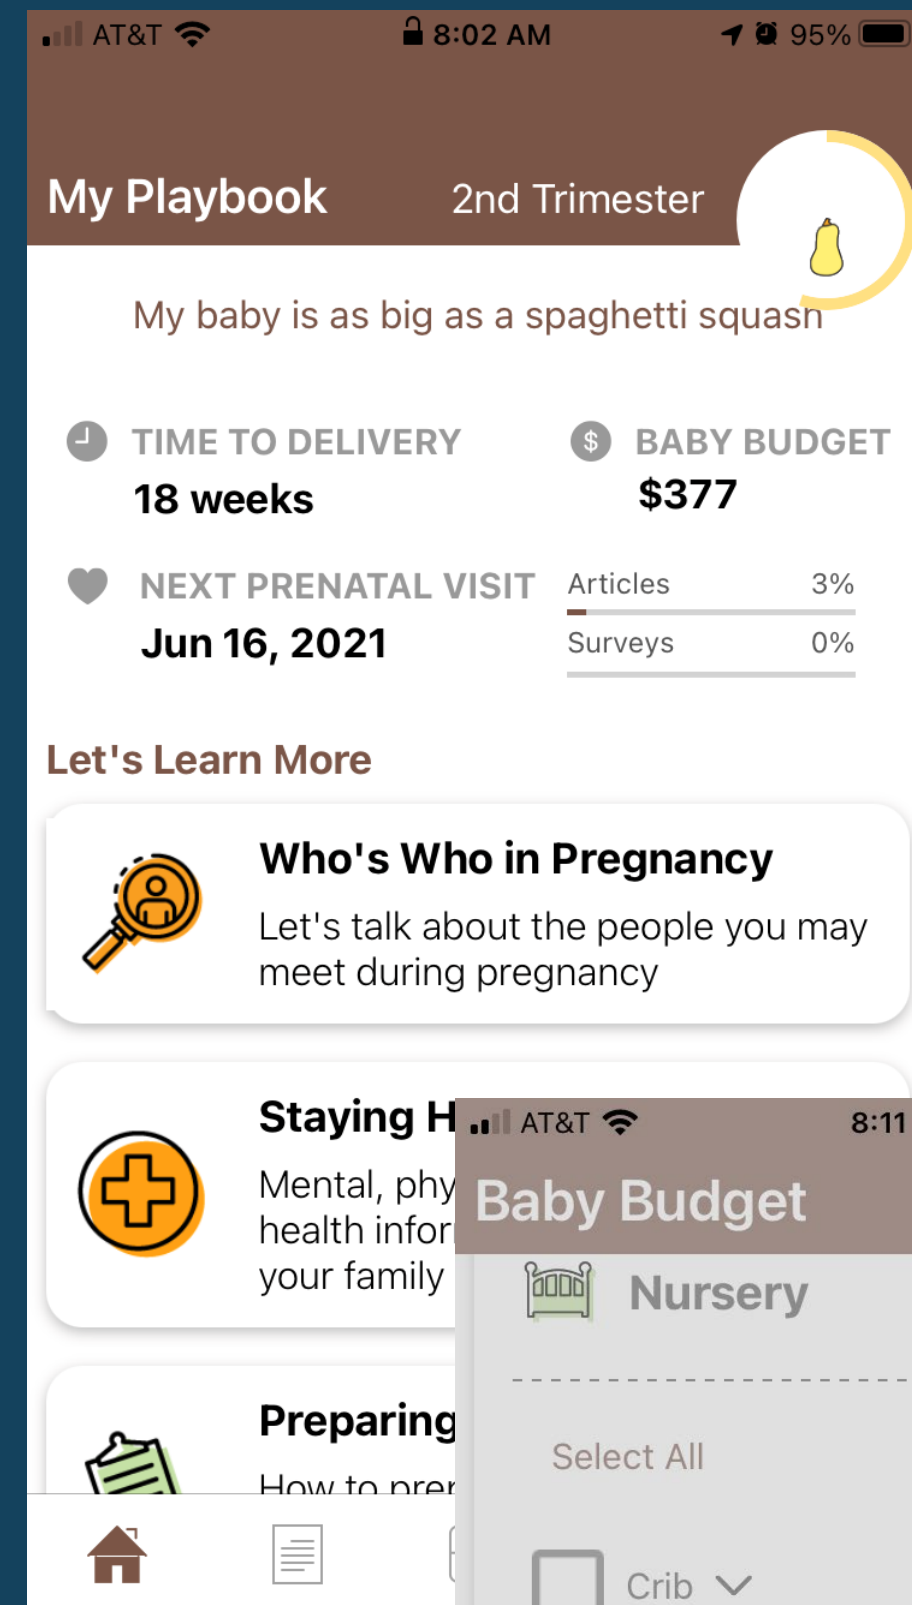 AT&T 8:02 AM 95%
My Playbook 2nd Trimester
My baby is as big as a spaghetti squash
TIME TO DELIVERY
18 weeks
$ BABY BUDGET
$377
NEXT PRENATAL VISIT
Jun 16, 2021
Articles 3%
Surveys 0%
Let's Learn More
Who's Who in Pregnancy
Let's talk about the people you may
meet during pregnancy
Staying H
Mental, phy
health infor
your family
Preparing
How to prep
AT&T 8:11
Baby Budget
Nursery
Select All
Crib